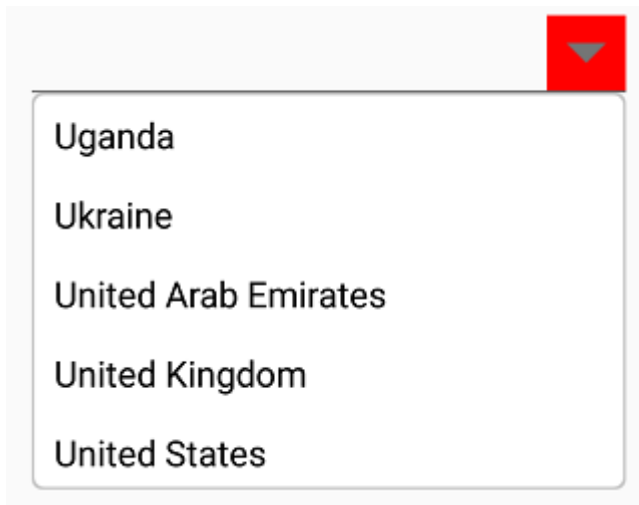 Uganda
Ukraine
United Arab Emirates
United Kingdom
United States